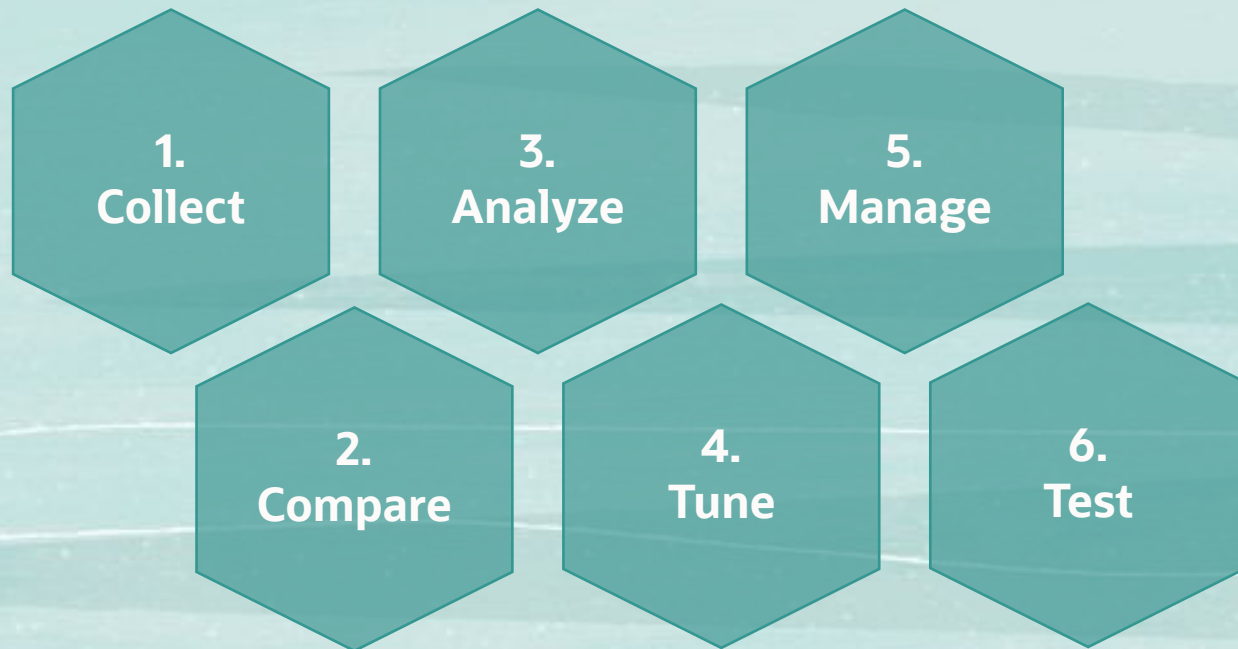 1.
Collect
2.
Compare
3.
Analyze
4.
Tune
5.
Manage
6.
Test